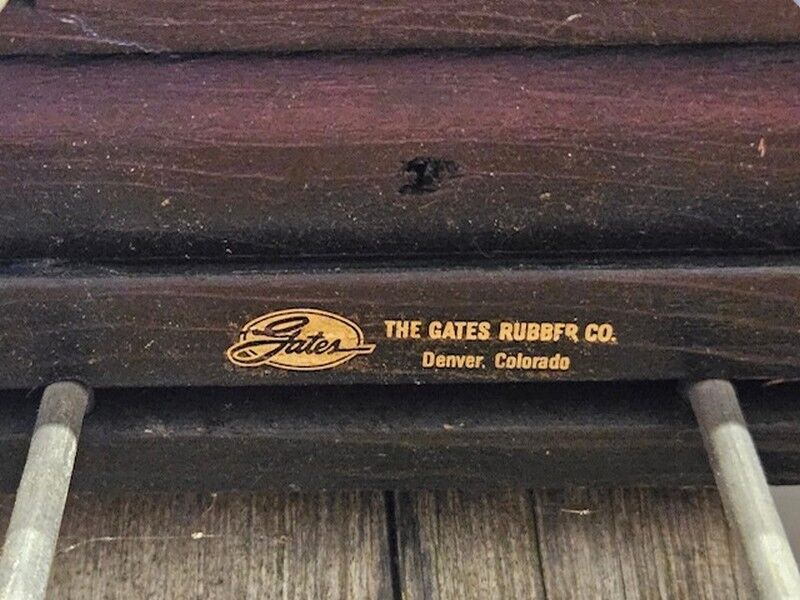 Gates
THE GATES RUBBER CO.
Denver, Colorado